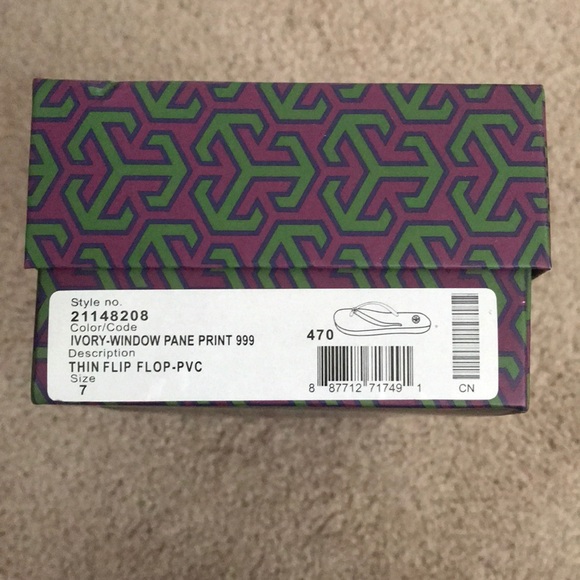 Style no.
21148208
Color/Code
IVORY-WINDOW PANE PRINT 999
Description
THIN FLIP FLOP-PVC
Size
7
470
8 87712 71749 1
CN